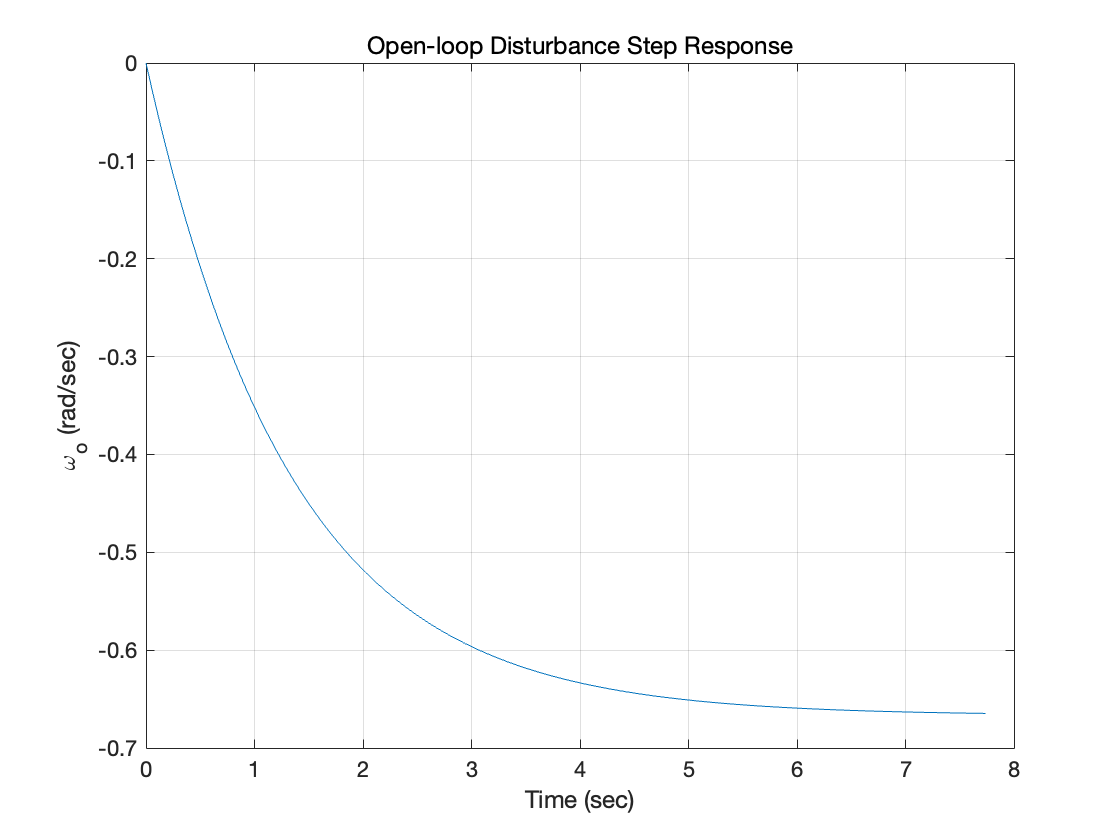 Open-loop Disturbance Step Response
0
-0.1
-0.2
-0.3
-0.4
-0.5
-0.6
-0.7
ω_o (rad/sec)
0 1 2 3 4 5 6 7 8
Time (sec)